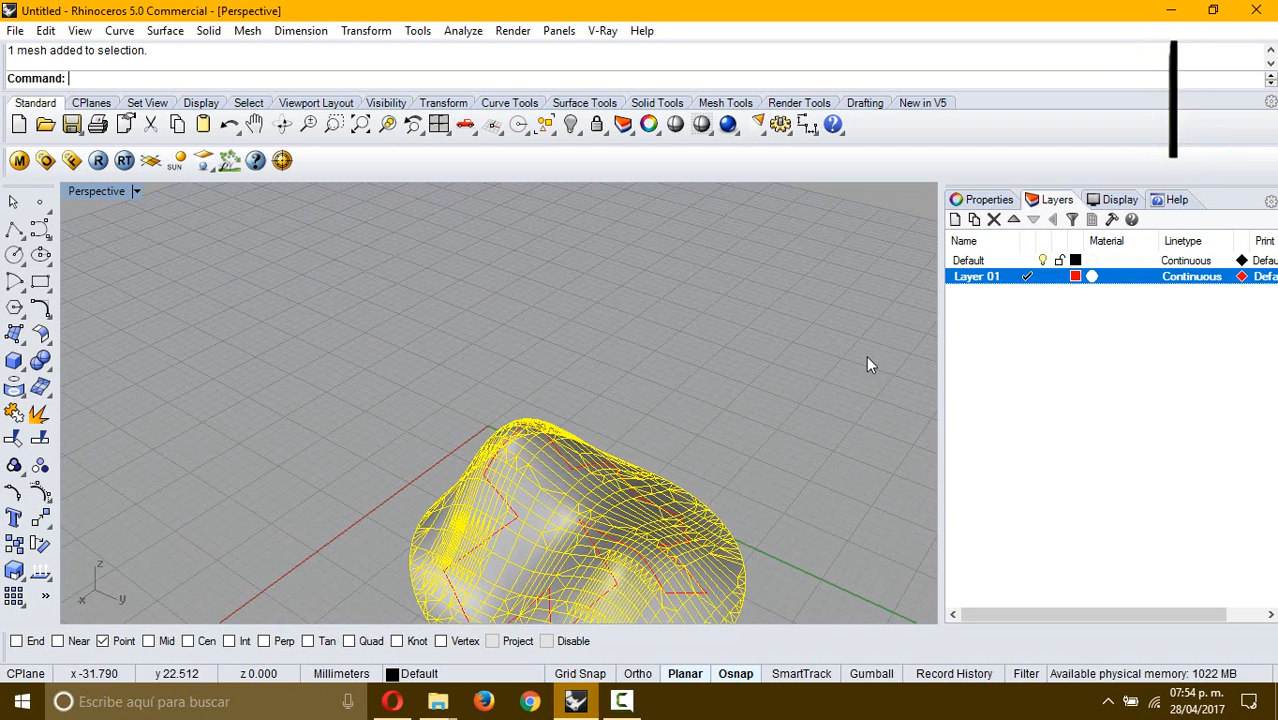 Untitled - Rhinoceros 5.0 Commercial - [Perspective]
File Edit View Curve Surface Solid Mesh Dimension Transform Tools Analyze Render Panels V-Ray Help
1 mesh added to selection.
Command:
Standard CPlanes Set View Display Select Viewport Layout Visibility Transform Curve Tools Surface Tools Solid Tools Mesh Tools Render Tools Drafting New in V5
M O F R RT SUN
Perspective
Properties Layers Display Help
Name Material Linetype Print
Default Continuous Defau
Layer 01 Continuous Defa
z
x y
End Near Point Mid Cen Int Perp Tan Quad Knot Vertex Project Disable
CPlane x -31.790 y 22.512 z 0.000 Millimeters Default Grid Snap Ortho Planar Osnap SmartTrack Gumball Record History Filter Available physical memory: 1022 MB
Escribe aquí para buscar
07:54 p. m.
28/04/2017